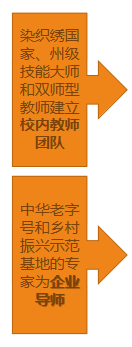 染织绣国
家、州级
技能大师
和双师型
教师建立
校内教师
团队
中华老字
号和乡村
振兴示范
基地的专
家为企业
导师